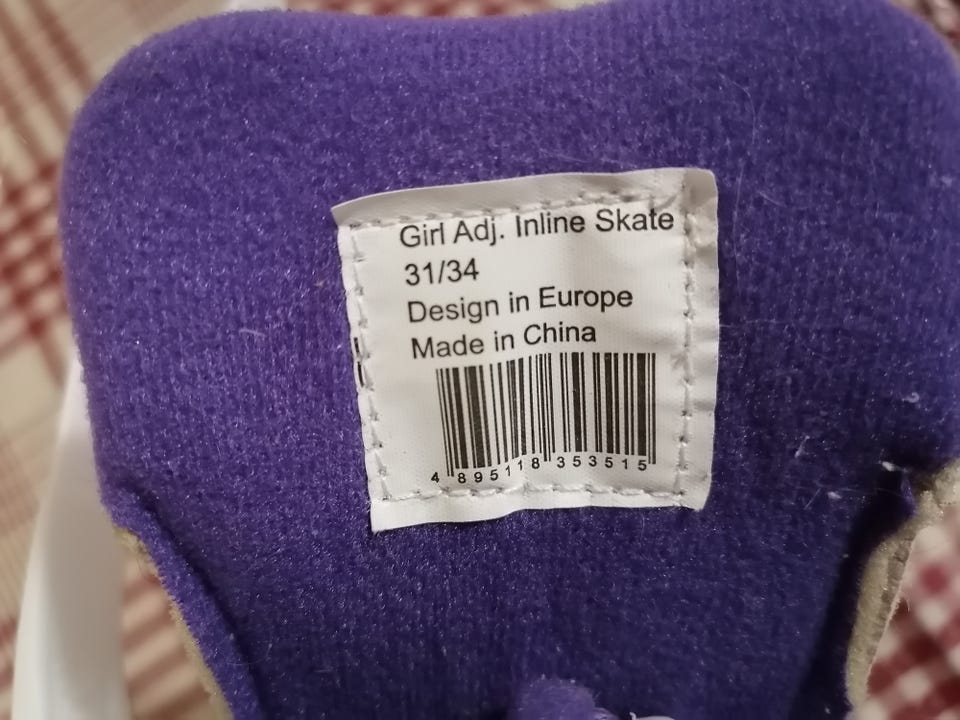 Girl Adj. Inline Skate
31/34
Design in Europe
Made in China
4 895118 353515